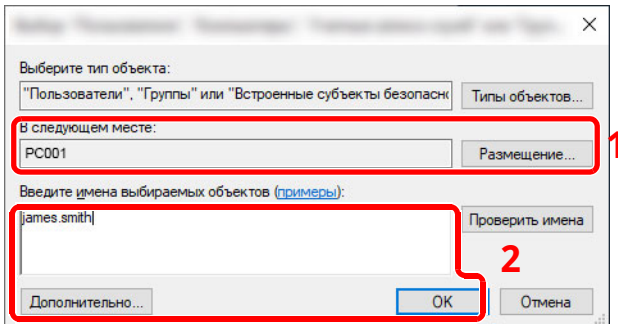 Выберите тип объекта:
"Пользователи", "Группы" или "Встроенные субъекты безопасно
Типы объектов...
В следующем месте:
PC001
Размещение...
1
Введите имена выбираемых объектов (примеры):
james.smith
Проверить имена
2
Дополнительно...
OK
Отмена